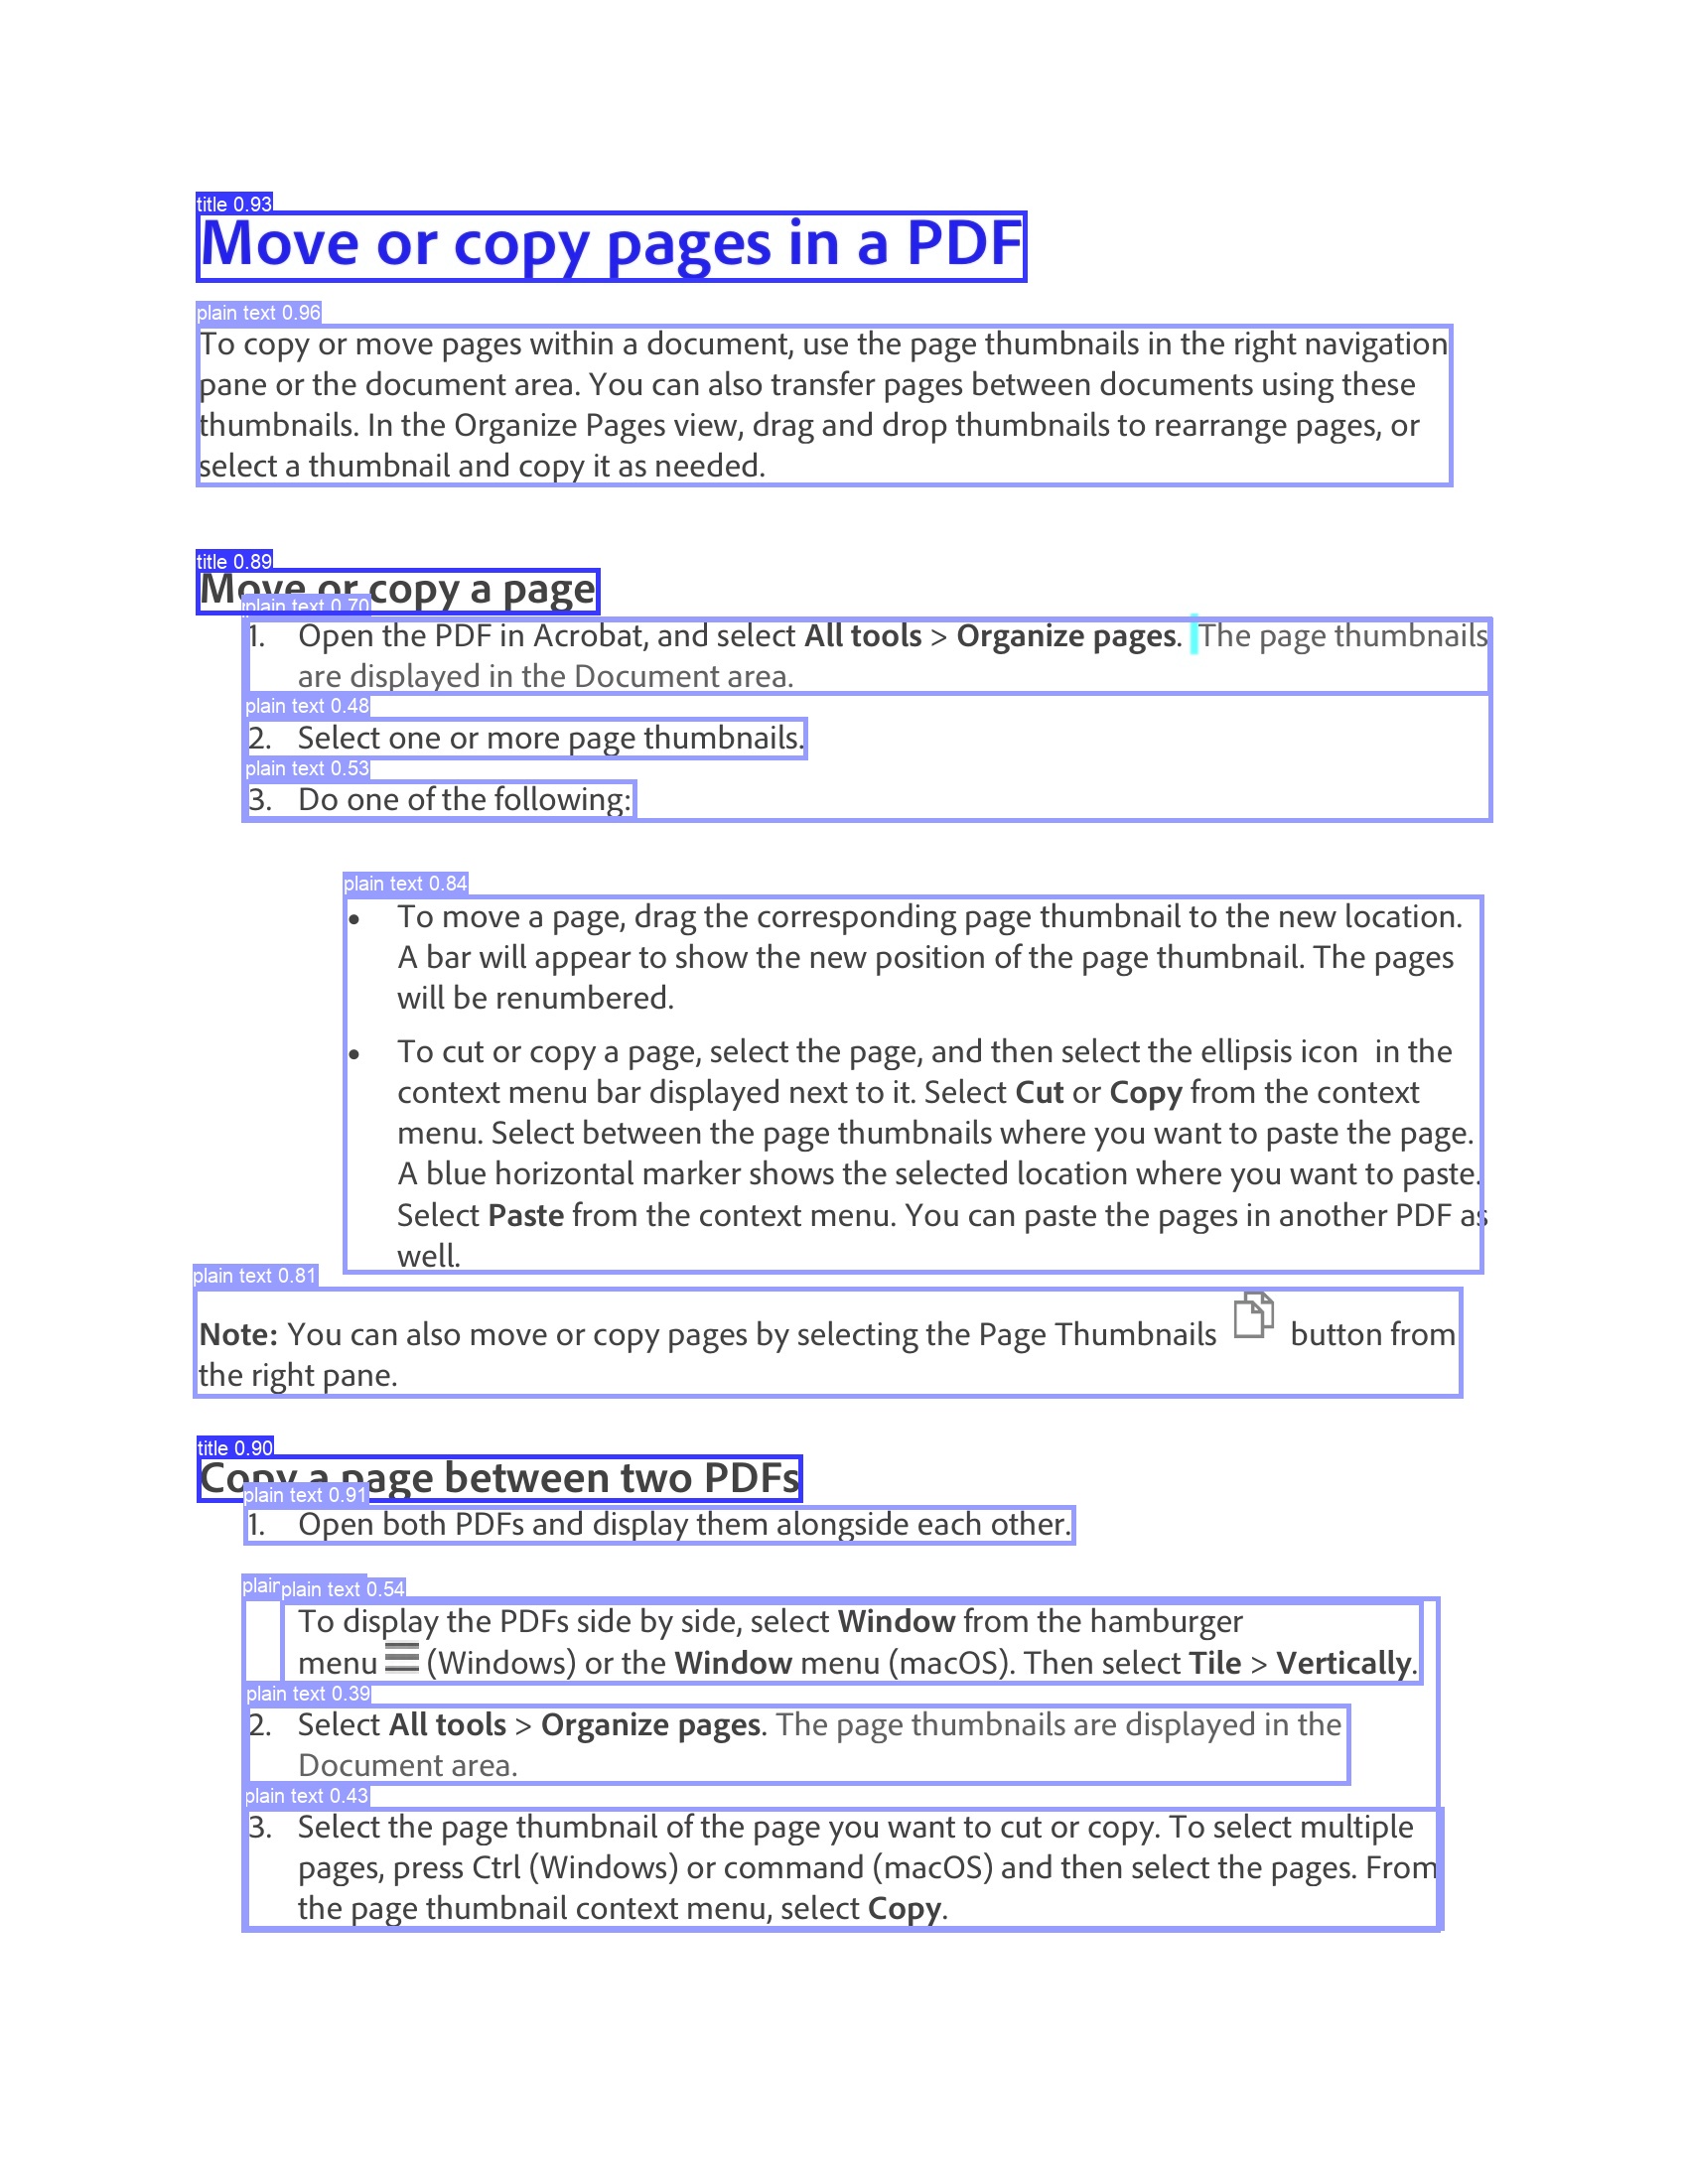 title 0.93
Move or copy pages in a PDF
plain text 0.96
To copy or move pages within a document, use the page thumbnails in the right navigation
pane or the document area. You can also transfer pages between documents using these
thumbnails. In the Organize Pages view, drag and drop thumbnails to rearrange pages, or
select a thumbnail and copy it as needed.
title 0.89
Move or copy a page
plain text 0.70
1. Open the PDF in Acrobat, and select All tools > Organize pages. The page thumbnails
are displayed in the Document area.
plain text 0.48
2. Select one or more page thumbnails.
plain text 0.53
3. Do one of the following:
plain text 0.84
• To move a page, drag the corresponding page thumbnail to the new location.
A bar will appear to show the new position of the page thumbnail. The pages
will be renumbered.
• To cut or copy a page, select the page, and then select the ellipsis icon in the
context menu bar displayed next to it. Select Cut or Copy from the context
menu. Select between the page thumbnails where you want to paste the page.
A blue horizontal marker shows the selected location where you want to paste.
Select Paste from the context menu. You can paste the pages in another PDF as
well.
plain text 0.81
Note: You can also move or copy pages by selecting the Page Thumbnails button from
the right pane.
title 0.90
Copy a page between two PDFs
plain text 0.91
1. Open both PDFs and display them alongside each other.
plain text 0.54
To display the PDFs side by side, select Window from the hamburger
menu (Windows) or the Window menu (macOS). Then select Tile > Vertically.
plain text 0.39
2. Select All tools > Organize pages. The page thumbnails are displayed in the
Document area.
plain text 0.43
3. Select the page thumbnail of the page you want to cut or copy. To select multiple
pages, press Ctrl (Windows) or command (macOS) and then select the pages. From
the page thumbnail context menu, select Copy.